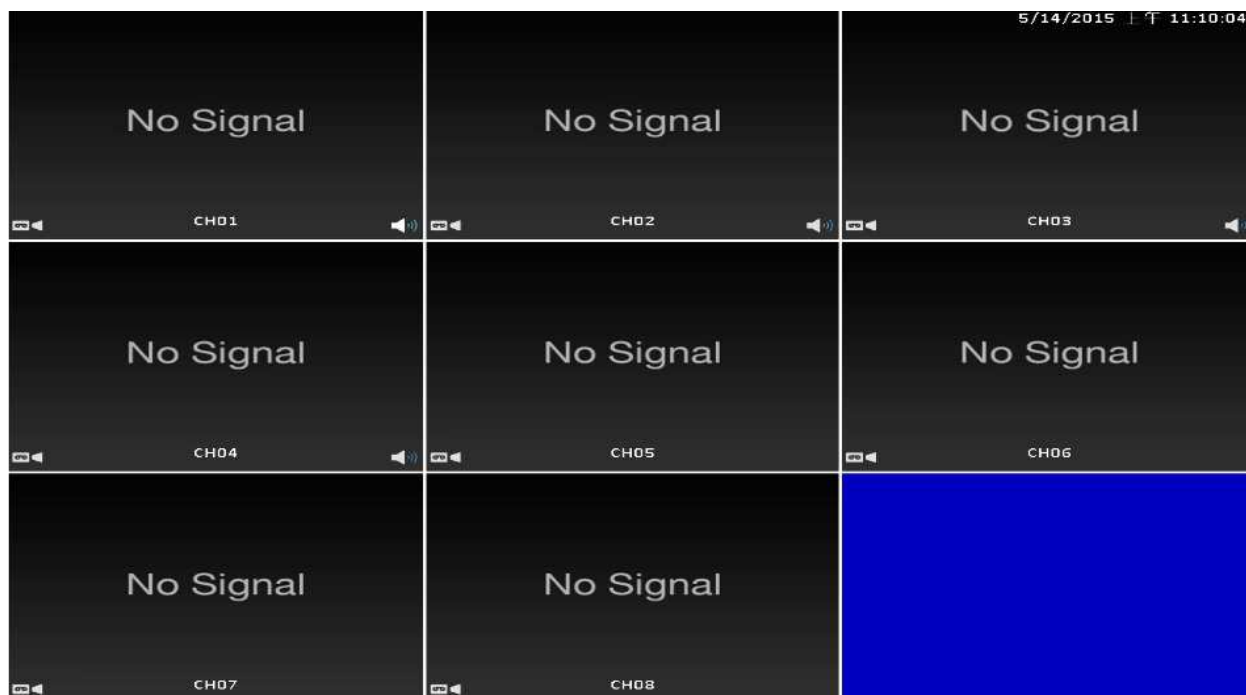 5/14/2015 上午 11:10:04
No Signal
No Signal
No Signal
CH01
CH02
CH03
No Signal
No Signal
No Signal
CH04
CH05
CH06
No Signal
No Signal
CH07
CH08